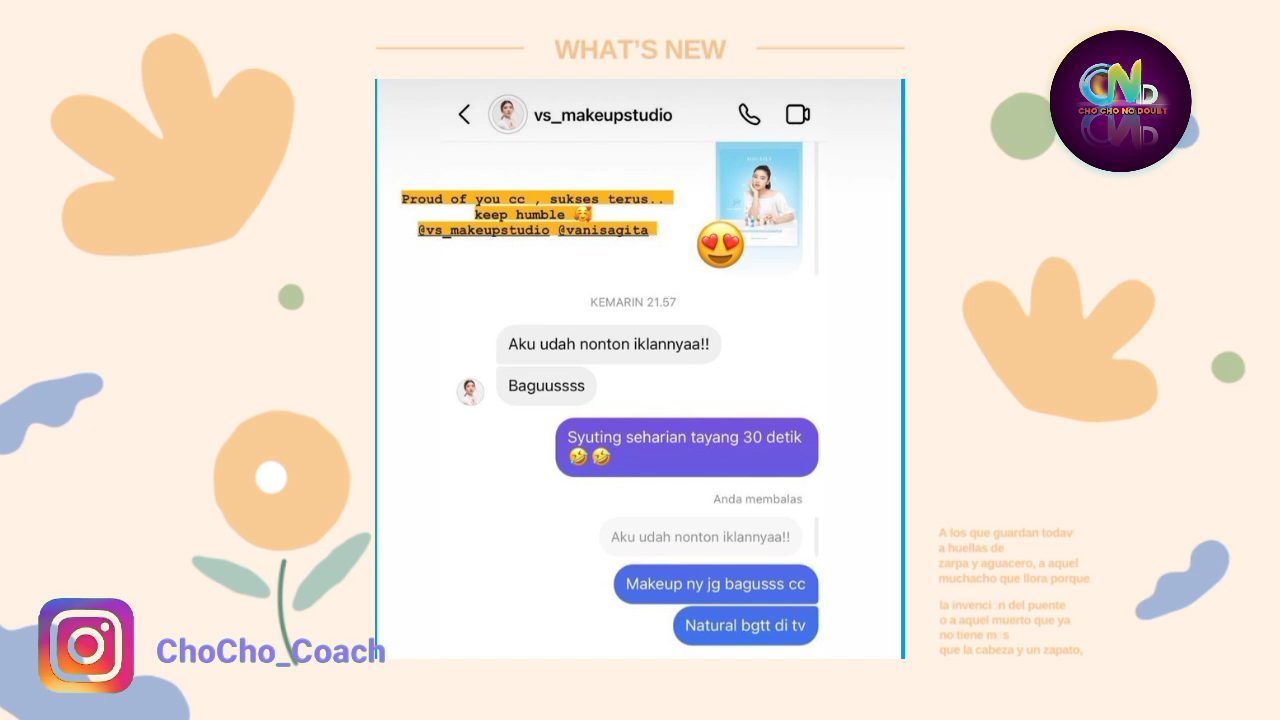 WHAT'S NEW
CND
CHO CHO NO DOUBT
vs_makeupstudio
Proud of you cc , sukses terus..
keep humble 🥰
@vs_makeupstudio @vanisagita
KEMARIN 21.57
Aku udah nonton iklannyaa!!
Baguussss
Syuting seharian tayang 30 detik
🤣🤣
Anda membalas
Aku udah nonton iklannyaa!!
Makeup ny jg bagusss cc
Natural bgtt di tv
A los que guardan todav
a huellas de
zarpa y aguacero, a aquel
muchacho que llora porque
la invenci n del puente
o a aquel muerto que ya
no tiene m s
que la cabeza y un zapato,
ChoCho_Coach